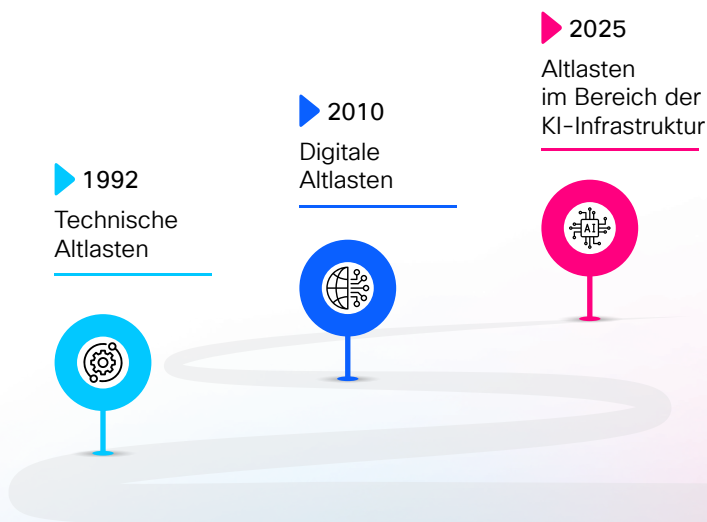 1992
Technische
Altlasten
2010
Digitale
Altlasten
2025
Altlasten
im Bereich der
KI-Infrastruktur
AI